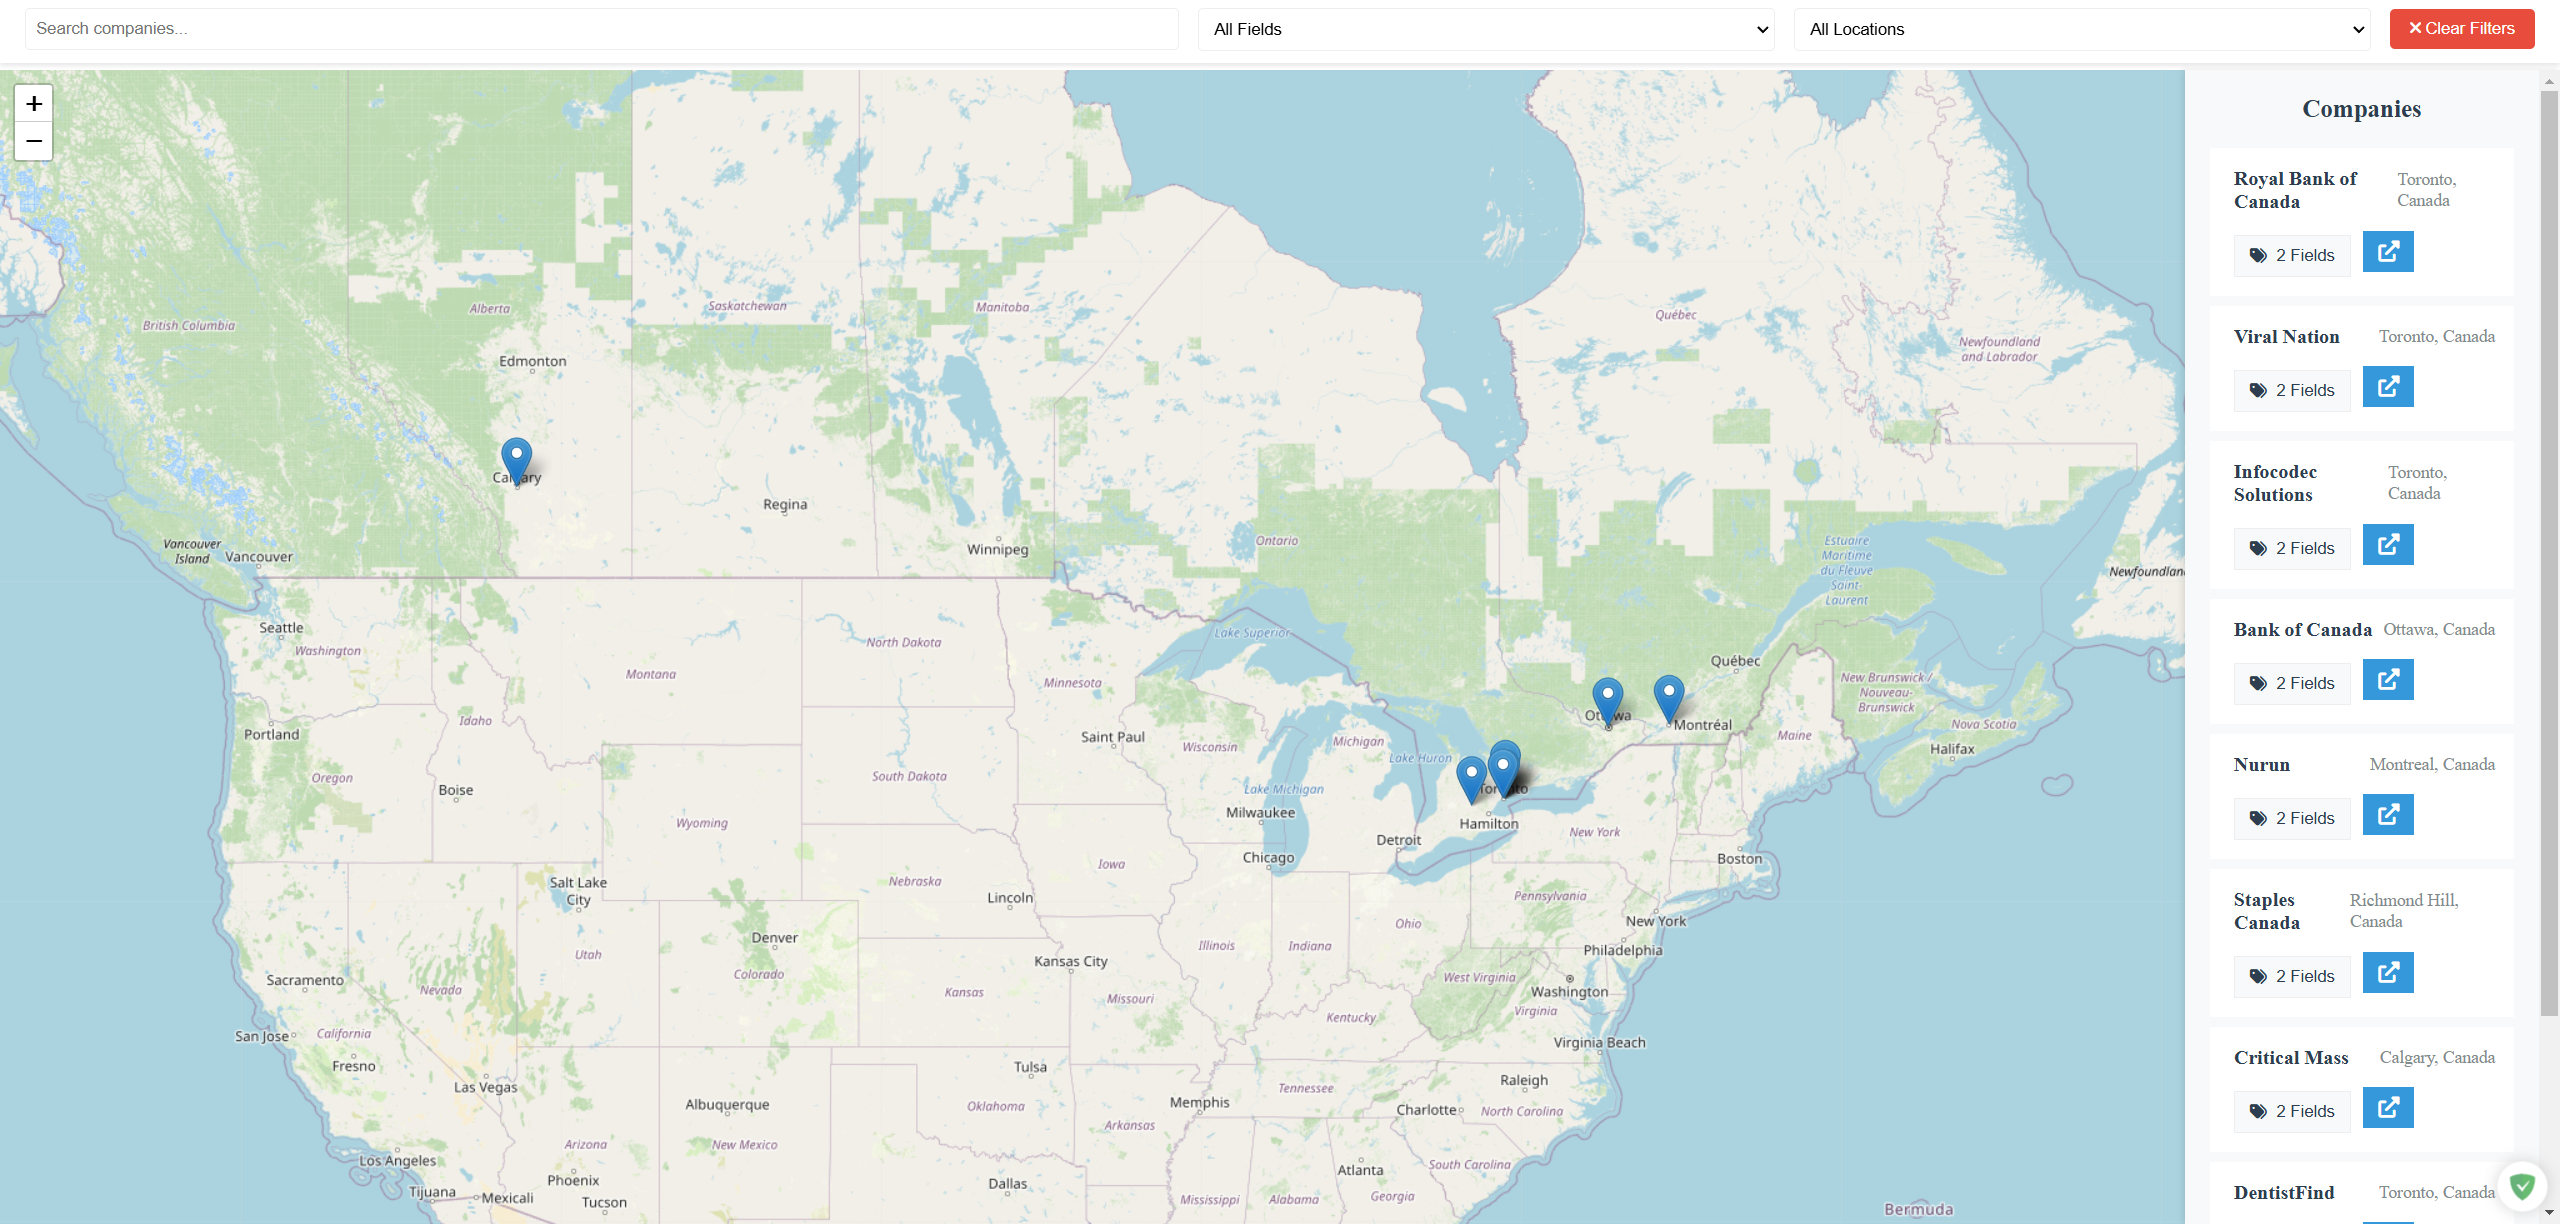 Search companies...
All Fields
All Locations
Clear Filters
+
−
Companies
Royal Bank of
Canada
Toronto,
Canada
2 Fields
Viral Nation
Toronto, Canada
2 Fields
Infocodec
Solutions
Toronto,
Canada
2 Fields
Bank of Canada
Ottawa, Canada
2 Fields
Nurun
Montreal, Canada
2 Fields
Staples
Canada
Richmond Hill,
Canada
2 Fields
Critical Mass
Calgary, Canada
2 Fields
DentistFind
Toronto, Canada
British Columbia
Alberta
Saskatchewan
Manitoba
Québec
Newfoundland
and Labrador
Edmonton
Calgary
Regina
Winnipeg
Ontario
Vancouver
Island
Vancouver
Estuaire
Maritime
du Fleuve
Saint-
Laurent
Seattle
Washington
Montana
North Dakota
Lake Superior
Minnesota
Québec
New Brunswick /
Nouveau-
Brunswick
Nova Scotia
Halifax
Maine
Ottawa
Montréal
Portland
Idaho
Oregon
Boise
South Dakota
Saint Paul
Wisconsin
Michigan
Lake Huron
Lake Michigan
Toronto
Hamilton
Milwaukee
Detroit
Chicago
New York
Boston
Wyoming
Iowa
Salt Lake
City
Nebraska
Lincoln
Pennsylvania
New York
Philadelphia
Ohio
Illinois
Indiana
Denver
Utah
Colorado
Kansas City
Kansas
Missouri
West Virginia
Washington
Virginia
Kentucky
Virginia Beach
Sacramento
Nevada
San Jose
California
Fresno
Las Vegas
Tulsa
Tennessee
Raleigh
Albuquerque
Oklahoma
Memphis
Charlotte
North Carolina
Arizona
New Mexico
Arkansas
Los Angeles
Phoenix
Dallas
Atlanta
South Carolina
Tijuana
Mexicali
Tucson
Mississippi
Alabama
Georgia
Bermuda